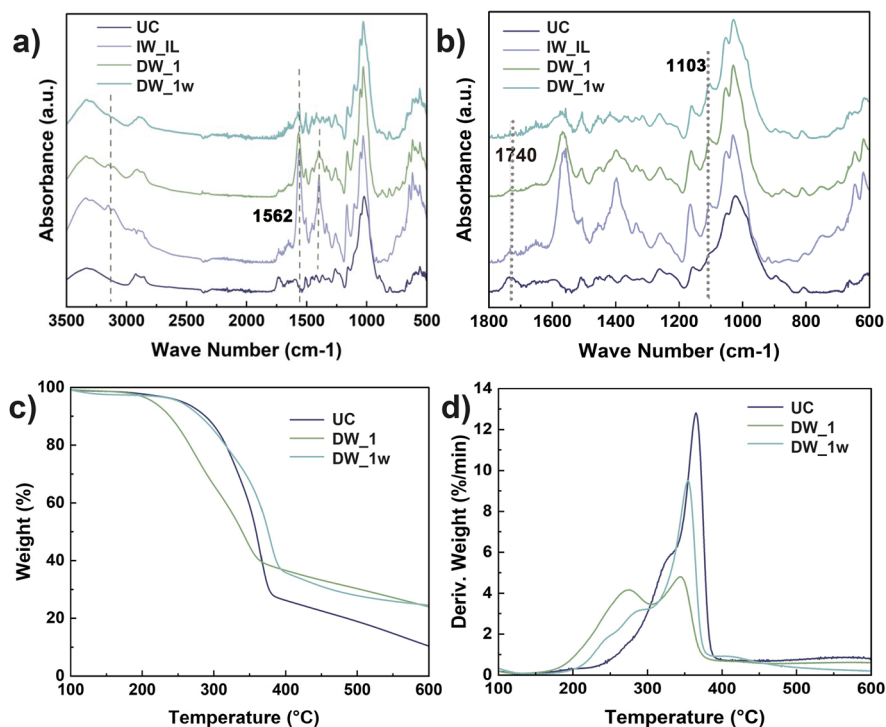 a)
UC
IW_IL
DW_1
DW_1w
1562
Absorbance (a.u.)
3500 3000 2500 2000 1500 1000 500
Wave Number (cm-1)
b)
UC
IW_IL
DW_1
DW_1w
1103
1740
Absorbance (a.u.)
1800 1600 1400 1200 1000 800 600
Wave Number (cm-1)
c)
UC
DW_1
DW_1w
100
80
60
40
20
0
Weight (%)
100 200 300 400 500 600
Temperature (°C)
d)
UC
DW_1
DW_1w
14
12
10
8
6
4
2
0
Deriv. Weight (%/min)
100 200 300 400 500 600
Temperature (°C)